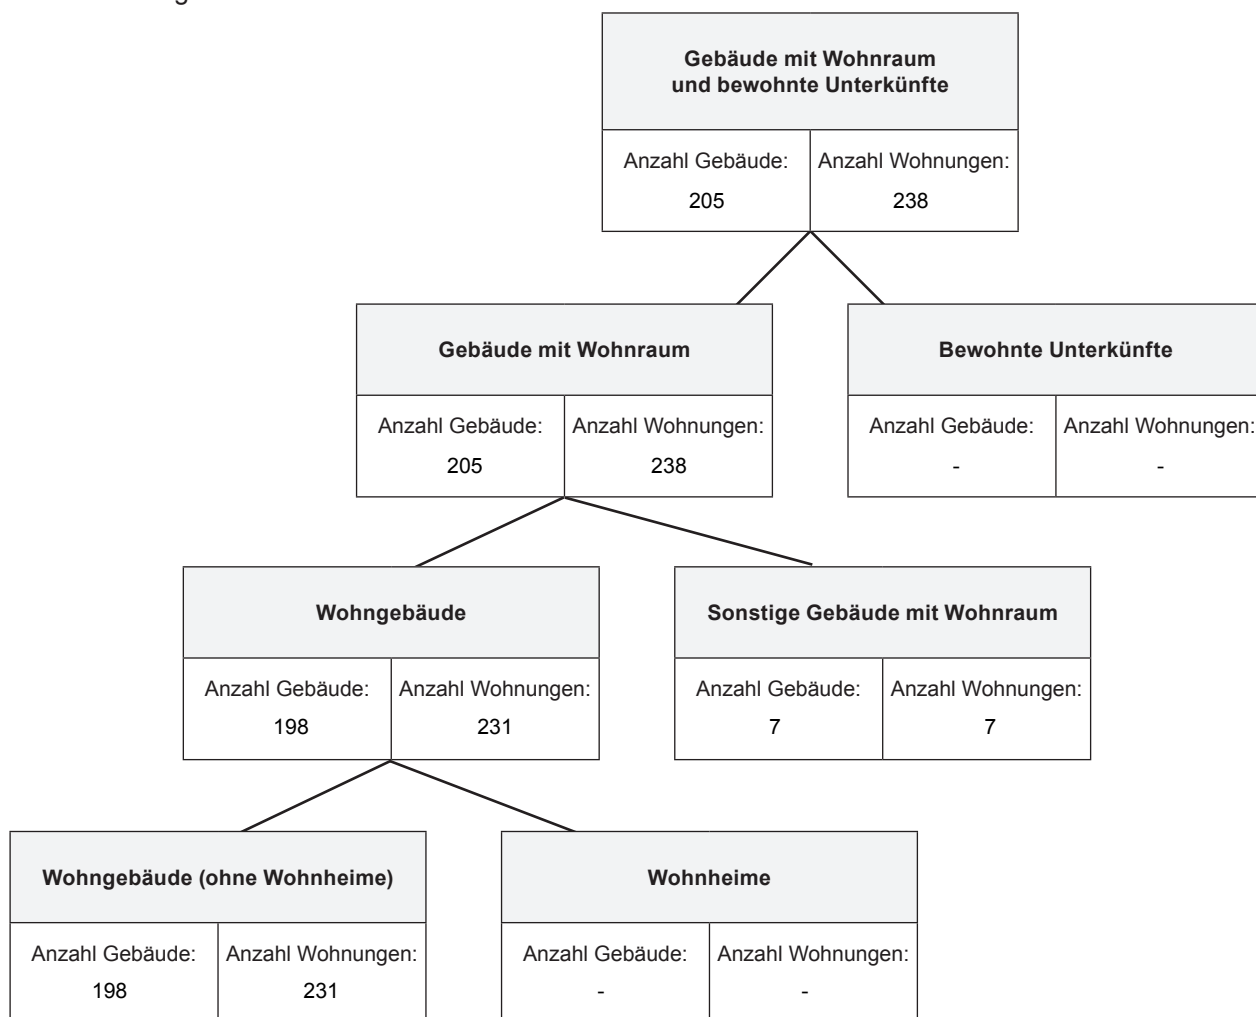 Gebäude mit Wohnraum
und bewohnte Unterkünfte
Anzahl Gebäude: Anzahl Wohnungen:
205 238
Gebäude mit Wohnraum
Anzahl Gebäude: Anzahl Wohnungen:
205 238
Bewohnte Unterkünfte
Anzahl Gebäude: Anzahl Wohnungen:
- -
Wohngebäude
Anzahl Gebäude: Anzahl Wohnungen:
198 231
Sonstige Gebäude mit Wohnraum
Anzahl Gebäude: Anzahl Wohnungen:
7 7
Wohngebäude (ohne Wohnheime)
Anzahl Gebäude: Anzahl Wohnungen:
198 231
Wohnheime
Anzahl Gebäude: Anzahl Wohnungen:
- -